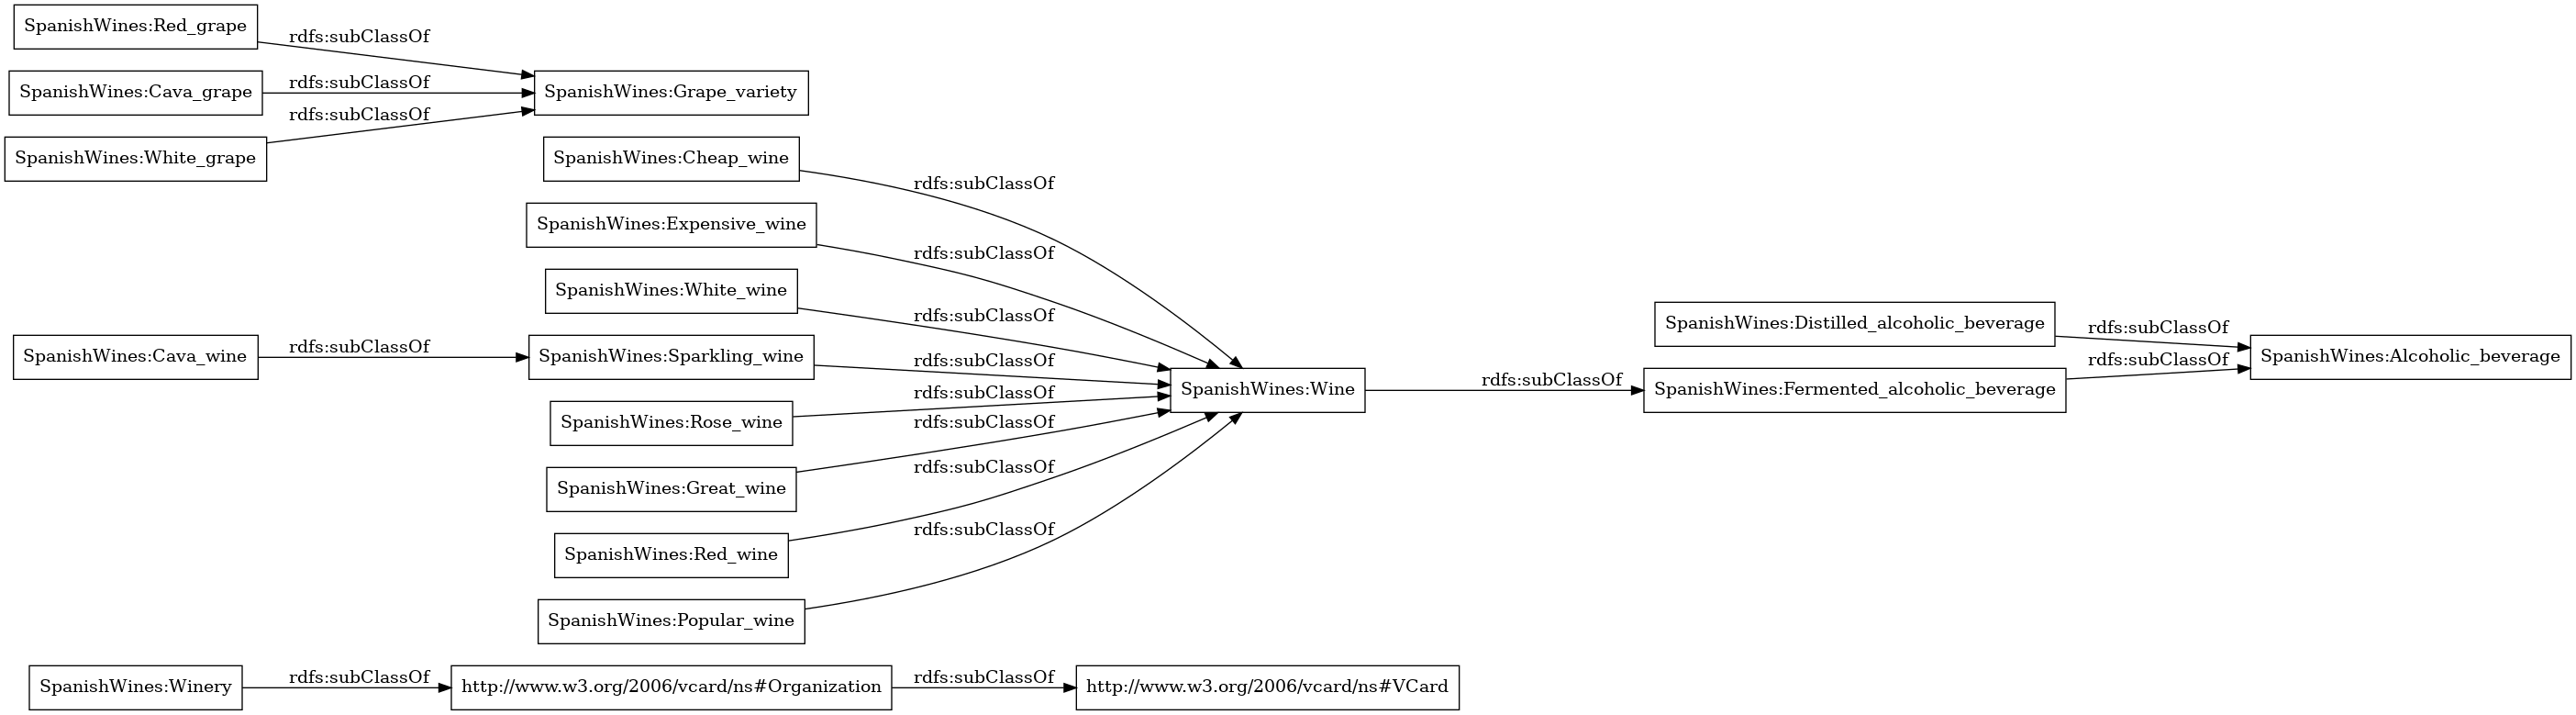 SpanishWines:Red_grape
rdfs:subClassOf
SpanishWines:Cava_grape
rdfs:subClassOf
SpanishWines:Grape_variety
rdfs:subClassOf
SpanishWines:White_grape
SpanishWines:Cheap_wine
rdfs:subClassOf
SpanishWines:Expensive_wine
rdfs:subClassOf
SpanishWines:White_wine
rdfs:subClassOf
SpanishWines:Cava_wine
rdfs:subClassOf
SpanishWines:Sparkling_wine
rdfs:subClassOf
SpanishWines:Rose_wine
rdfs:subClassOf
SpanishWines:Great_wine
rdfs:subClassOf
SpanishWines:Red_wine
rdfs:subClassOf
SpanishWines:Popular_wine
rdfs:subClassOf
SpanishWines:Wine
rdfs:subClassOf
SpanishWines:Distilled_alcoholic_beverage
rdfs:subClassOf
SpanishWines:Fermented_alcoholic_beverage
rdfs:subClassOf
SpanishWines:Alcoholic_beverage
SpanishWines:Winery
rdfs:subClassOf
http://www.w3.org/2006/vcard/ns#Organization
rdfs:subClassOf
http://www.w3.org/2006/vcard/ns#VCard